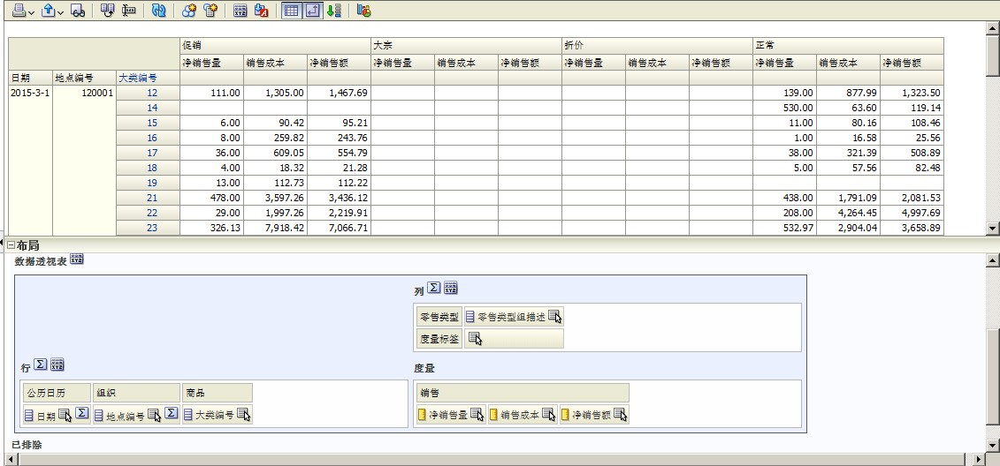 促销 大宗 折价 正常
净销售量 销售成本 净销售额 净销售量 销售成本 净销售额 净销售量 销售成本 净销售额 净销售量 销售成本 净销售额
日期 地点编号 大类编号
2015-3-1 120001 12 111.00 1,305.00 1,467.69 139.00 877.99 1,323.50
14 530.00 63.60 119.14
15 6.00 90.42 95.21 11.00 80.16 108.46
16 8.00 259.82 243.76 1.00 16.58 25.56
17 36.00 609.05 554.79 38.00 321.39 508.89
18 4.00 18.32 21.28 5.00 57.56 82.48
19 13.00 112.73 112.22
21 478.00 3,597.26 3,436.12 438.00 1,791.09 2,081.53
22 29.00 1,997.26 2,219.91 208.00 4,264.45 4,997.69
23 326.13 7,918.42 7,066.71 532.97 2,904.04 3,658.89
布局
数据透视表
列
零售类型 零售类型组描述
度量标签
行
度量
公历日历 组织 商品
销售
日期 地点编号 大类编号
净销售量 销售成本 净销售额
已排除